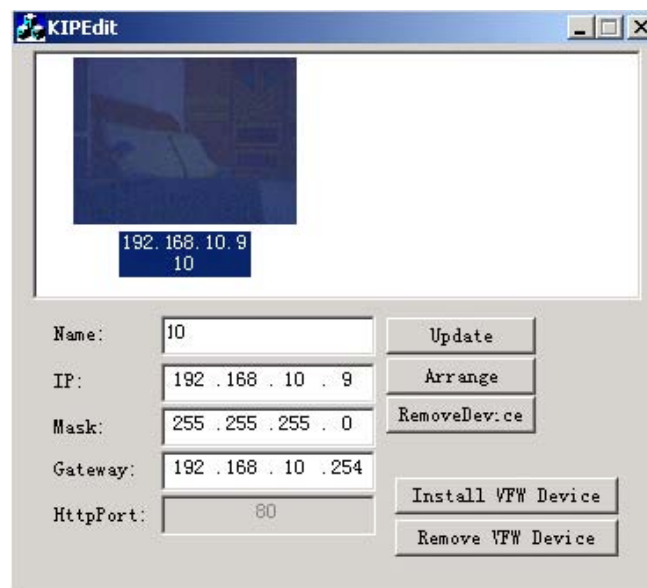 KIPEdit
192.168.10.9
10
Name: 10
Update
IP: 192 .168 . 10 . 9
Arrange
Mask: 255 .255 .255 . 0
RemoveDevice
Gateway: 192 .168 . 10 .254
Install VFW Device
HttpPort: 80
Remove VFW Device